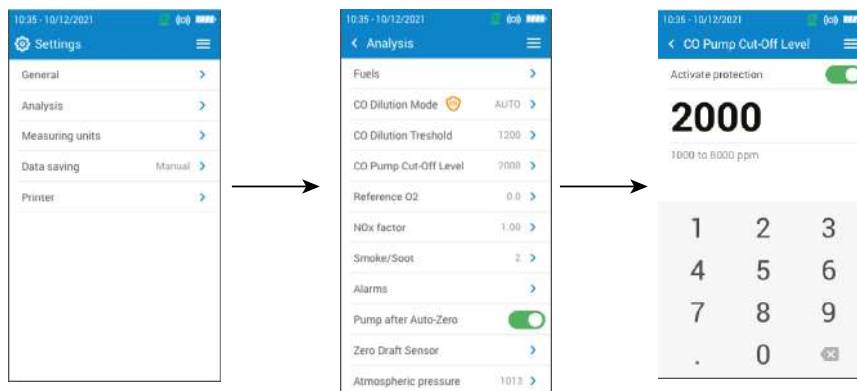 10:35 - 10/12/2021
Settings
General
Analysis
Measuring units
Data saving Manual
Printer
10:35 - 10/12/2021
Analysis
Fuels
CO Dilution Mode AUTO
CO Dilution Treshold 1200
CO Pump Cut-Off Level 2000
Reference O2 0.0
NOx factor 1.00
Smoke/Soot 2
Alarms
Pump after Auto-Zero
Zero Draft Sensor
Atmospheric pressure 1013
10:35 - 10/12/2021
CO Pump Cut-Off Level
Activate protection
2000
1000 to 8000 ppm
1 2 3
4 5 6
7 8 9
. 0